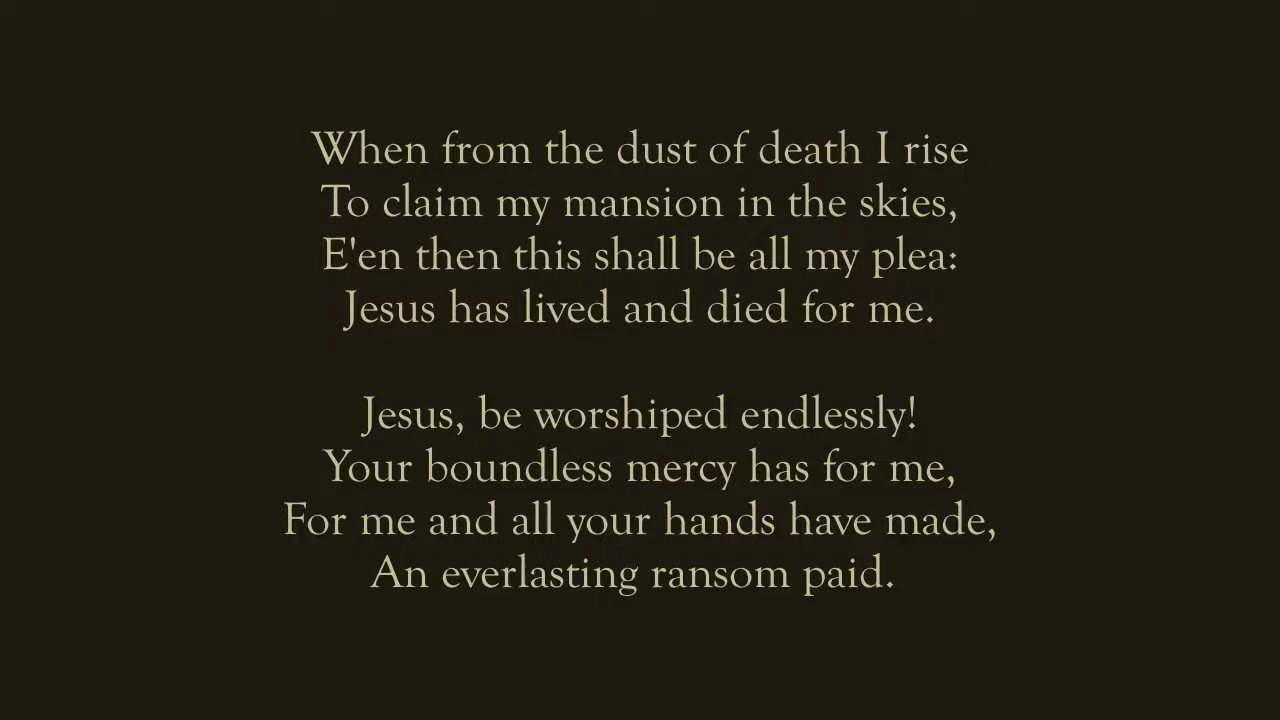 When from the dust of death I rise
To claim my mansion in the skies,
E'en then this shall be all my plea:
Jesus has lived and died for me.
Jesus, be worshiped endlessly!
Your boundless mercy has for me,
For me and all your hands have made,
An everlasting ransom paid.